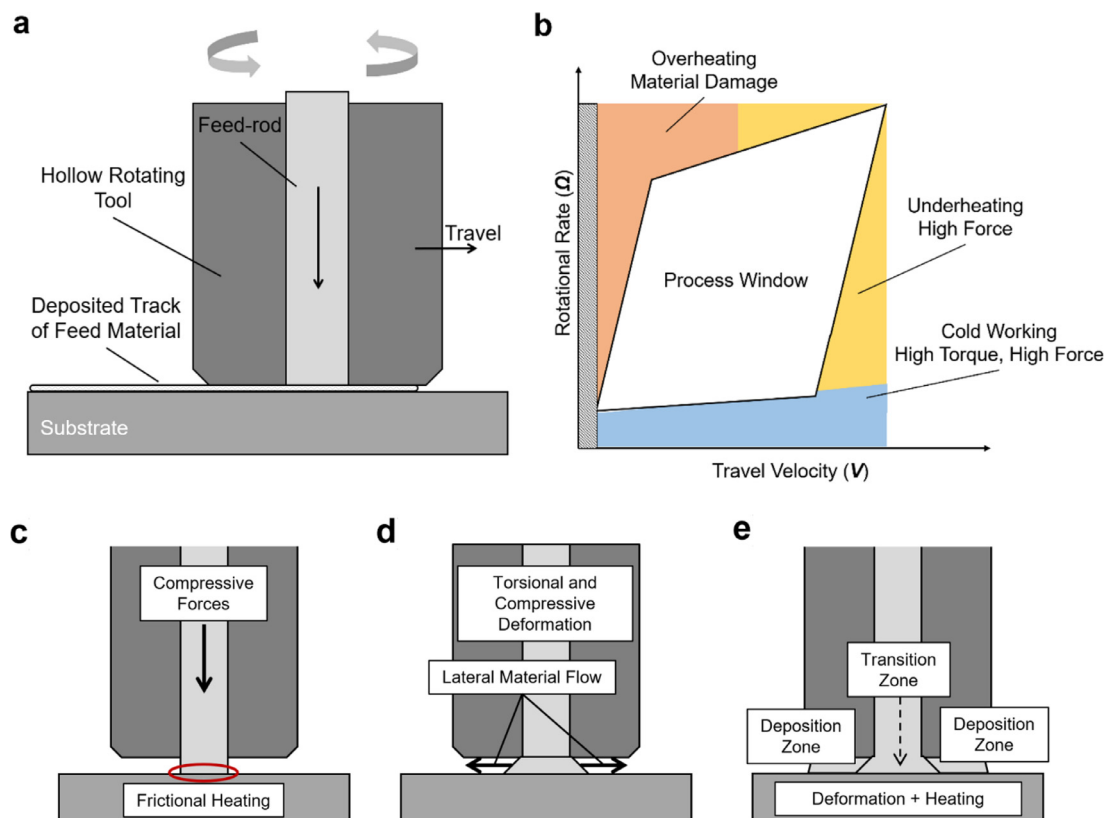 a
Feed-rod
Hollow Rotating
Tool
Travel
Deposited Track
of Feed Material
Substrate
b
Overheating
Material Damage
Rotational Rate (Ω)
Underheating
High Force
Process Window
Cold Working
High Torque, High Force
Travel Velocity (V)
c
Compressive
Forces
Frictional Heating
d
Torsional and
Compressive
Deformation
Lateral Material Flow
e
Transition
Zone
Deposition
Zone
Deposition
Zone
Deformation + Heating